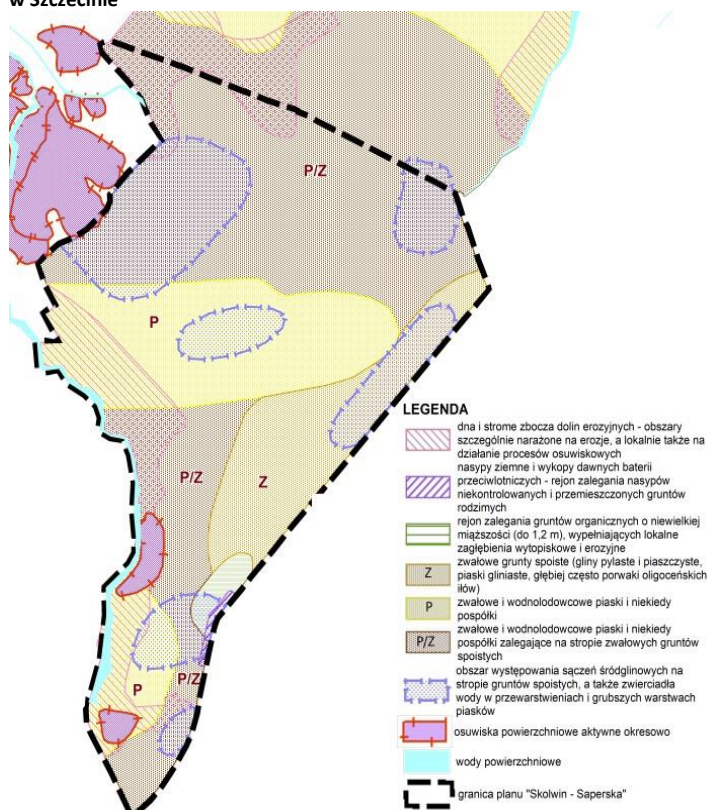 w Szczecinie
P/Z
P
P/Z
Z
P
P/Z
LEGENDA
dna i strome zbocza dolin erozyjnych - obszary
szczególnie narażone na erozje, a lokalnie także na
działanie procesów osuwiskowych
nasypy ziemne i wykopy dawnych baterii
przeciwlotniczych - rejon zalegania nasypów
niekontrolowanych i przemieszczonych gruntów
rodzimych
rejon zalegania gruntów organicznych o niewielkiej
miąższości (do 1,2 m), wypełniających lokalne
zagłębienia wytopiskowe i erozyjne
Z
zwałowe grunty spoiste (gliny pylaste i piaszczyste,
piaski gliniaste, głębiej często porwaki oligoceńskich
iłów)
P
zwałowe i wodnolodowcowe piaski i niekiedy
pospółki
P/Z
zwałowe i wodnolodowcowe piaski i niekiedy
pospółki zalegające na stropie zwałowych gruntów
spoistych
obszar występowania sączeń śródglinowych na
stropie gruntów spoistych, a także zwierciadła
wody w przewarstwieniach i grubszych warstwach
piasków
osuwiska powierzchniowe aktywne okresowo
wody powierzchniowe
granica planu "Skolwin - Saperska"